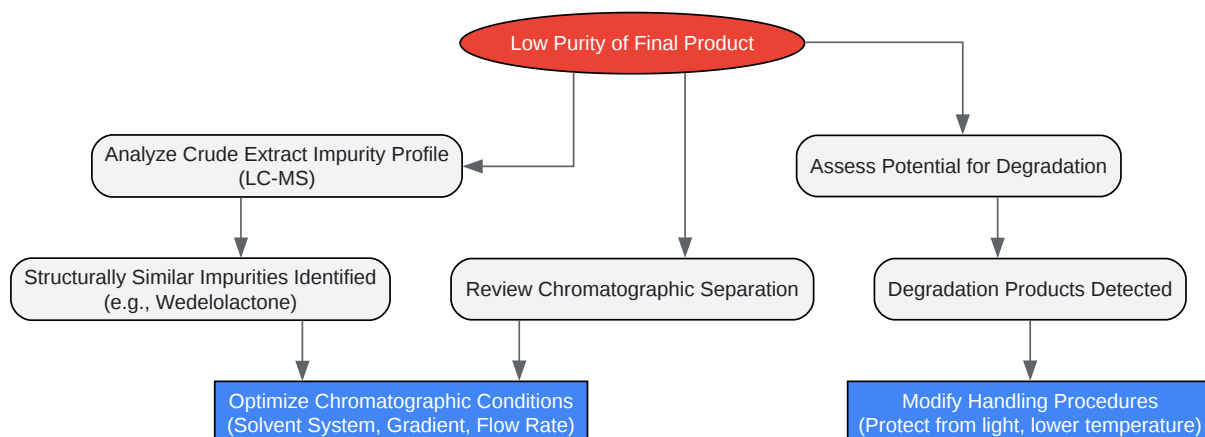 Low Purity of Final Product
Analyze Crude Extract Impurity Profile
(LC-MS)
Assess Potential for Degradation
Structurally Similar Impurities Identified
(e.g., Wedelolactone)
Review Chromatographic Separation
Degradation Products Detected
Optimize Chromatographic Conditions
(Solvent System, Gradient, Flow Rate)
Modify Handling Procedures
(Protect from light, lower temperature)